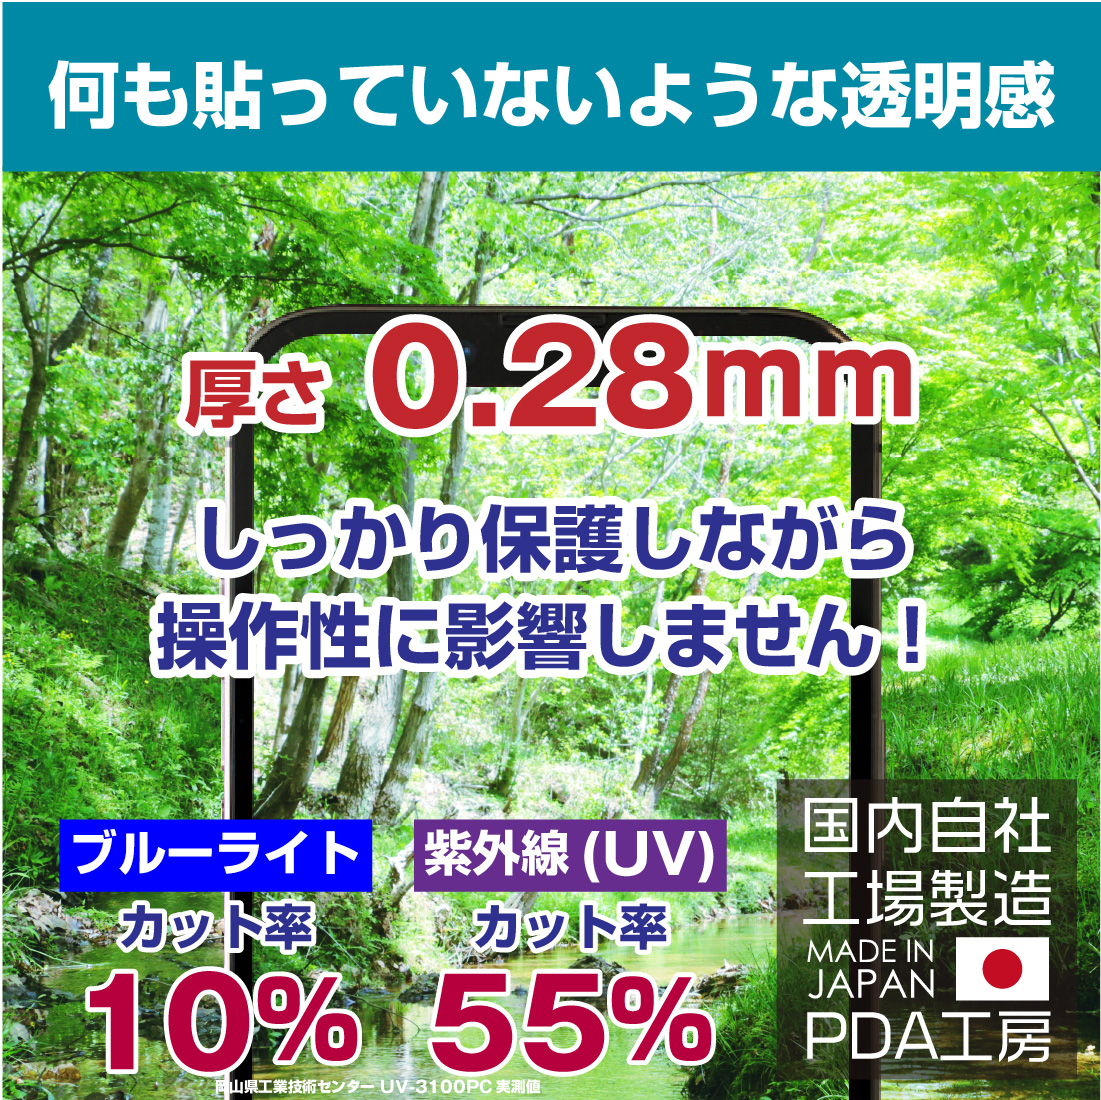 何も貼っていないような透明感
厚さ 0.28mm
しっかり保護しながら
操作性に影響しません!
ブルーライト
カット率
10%
紫外線(UV)
カット率
55%
岡山県工業技術センター UV-3100PC 実測値
国内自社
工場製造
MADE IN
JAPAN
PDA工房